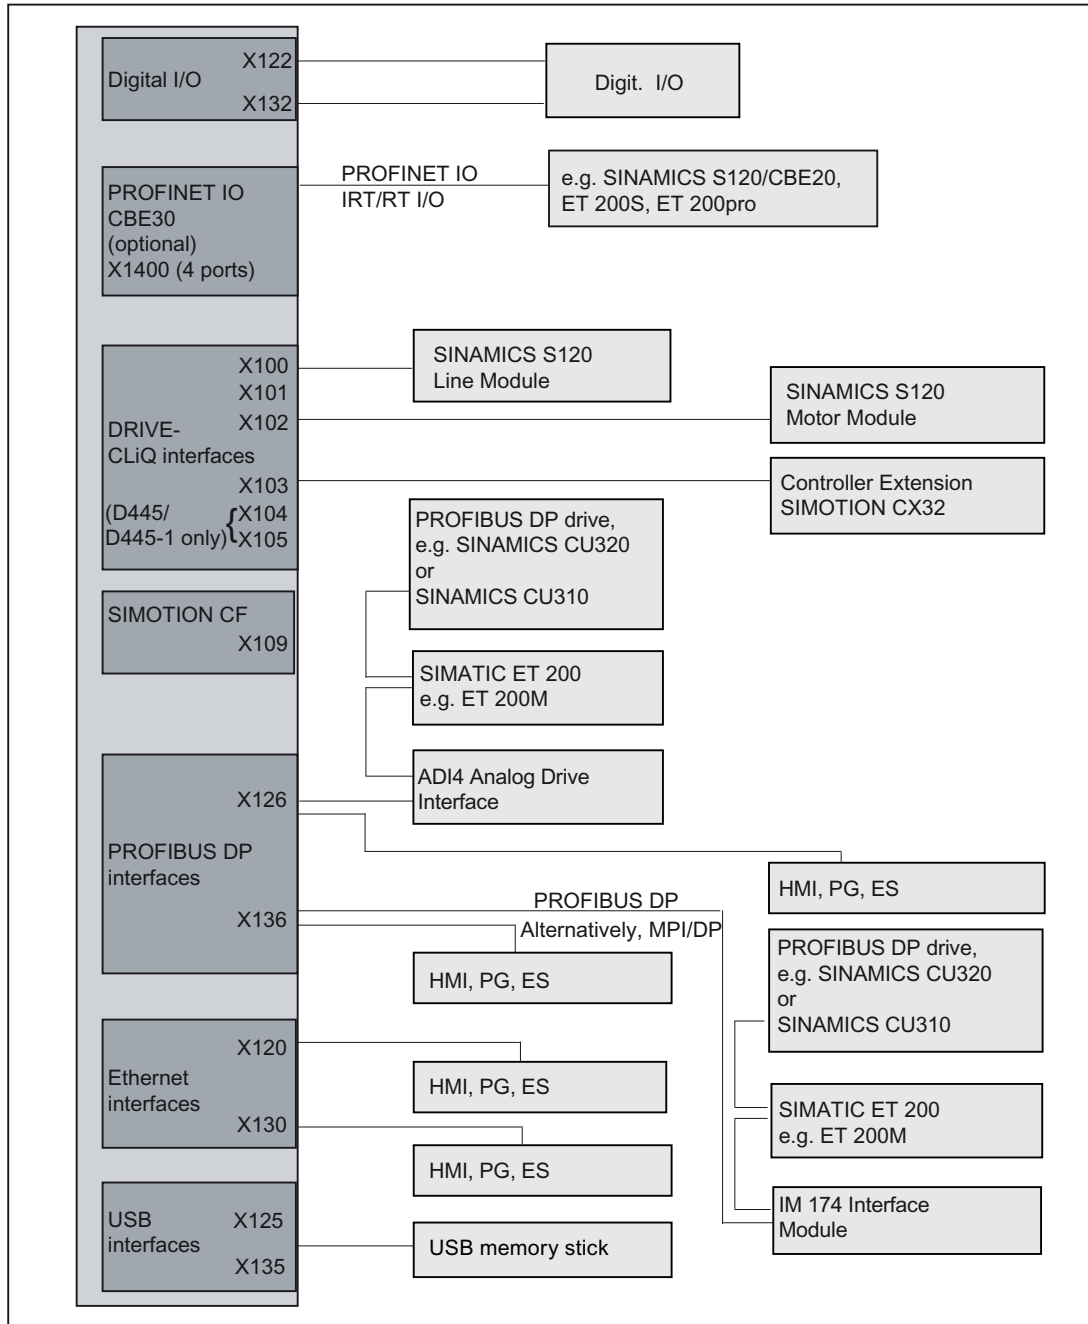 Digital I/O
X122
X132
Digit. I/O
PROFINET IO
CBE30
(optional)
X1400 (4 ports)
PROFINET IO
IRT/RT I/O
e.g. SINAMICS S120/CBE20,
ET 200S, ET 200pro
DRIVE-
CLiQ interfaces
(D445/
D445-1 only)
{
X100
X101
X102
X103
X104
X105
SINAMICS S120
Line Module
SINAMICS S120
Motor Module
Controller Extension
SIMOTION CX32
SIMOTION CF
X109
PROFIBUS DP drive,
e.g. SINAMICS CU320
or
SINAMICS CU310
SIMATIC ET 200
e.g. ET 200M
ADI4 Analog Drive
Interface
PROFIBUS DP
interfaces
X126
X136
HMI, PG, ES
PROFIBUS DP
Alternatively, MPI/DP
HMI, PG, ES
PROFIBUS DP drive,
e.g. SINAMICS CU320
or
SINAMICS CU310
SIMATIC ET 200
e.g. ET 200M
IM 174 Interface
Module
Ethernet
interfaces
X120
X130
HMI, PG, ES
HMI, PG, ES
USB
interfaces
X125
X135
USB memory stick